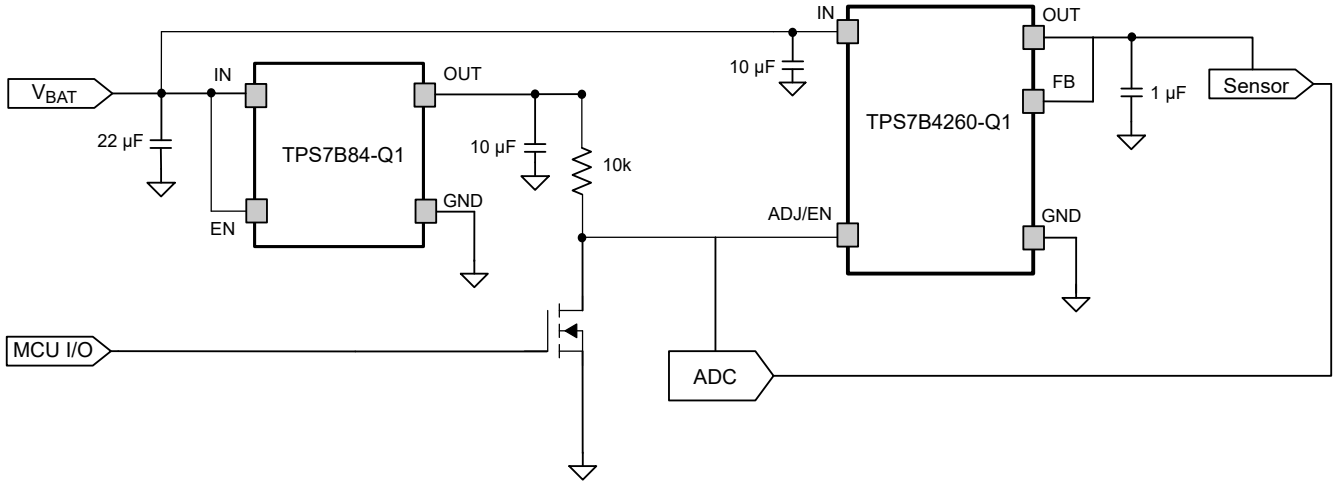 IN
OUT
10 µF
FB
1 µF
Sensor
TPS7B4260-Q1
ADJ/EN
GND
VBAT
IN
OUT
22 µF
TPS7B84-Q1
10 µF
10k
EN
GND
MCU I/O
ADC